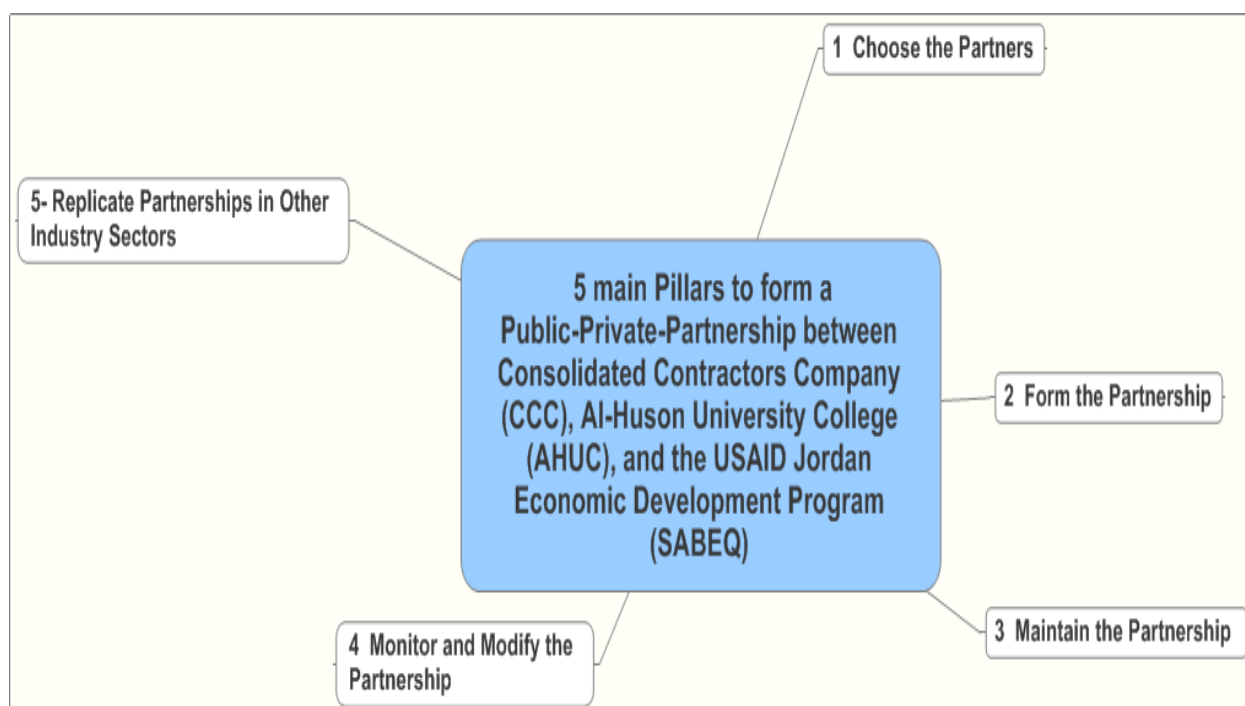 1 Choose the Partners
5- Replicate Partnerships in Other
Industry Sectors
5 main Pillars to form a
Public-Private-Partnership between
Consolidated Contractors Company
(CCC), Al-Huson University College
(AHUC), and the USAID Jordan
Economic Development Program
(SABEQ)
2 Form the Partnership
3 Maintain the Partnership
4 Monitor and Modify the
Partnership